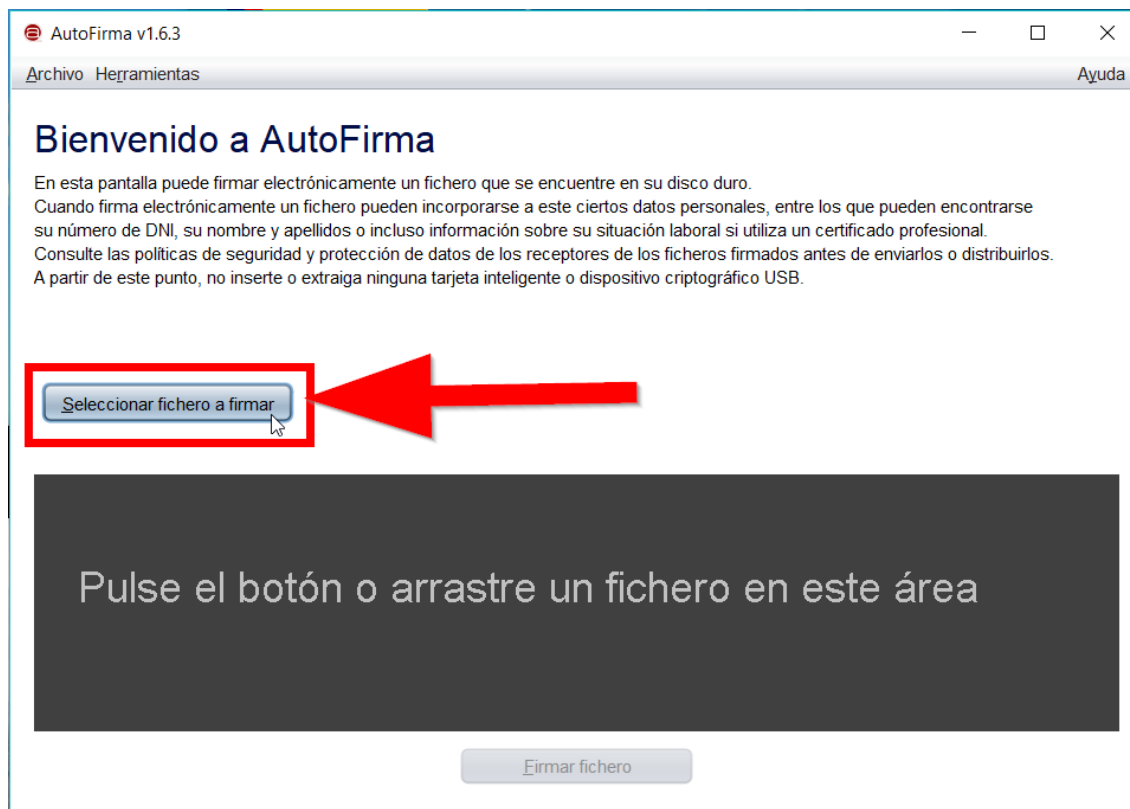 AutoFirma v1.6.3
Archivo Herramientas Ayuda
Bienvenido a AutoFirma
En esta pantalla puede firmar electrónicamente un fichero que se encuentre en su disco duro.
Cuando firma electrónicamente un fichero pueden incorporarse a este ciertos datos personales, entre los que pueden encontrarse
su número de DNI, su nombre y apellidos o incluso información sobre su situación laboral si utiliza un certificado profesional.
Consulte las políticas de seguridad y protección de datos de los receptores de los ficheros firmados antes de enviarlos o distribuirlos.
A partir de este punto, no inserte o extraiga ninguna tarjeta inteligente o dispositivo criptográfico USB.
Seleccionar fichero a firmar
Pulse el botón o arrastre un fichero en este área
Firmar fichero